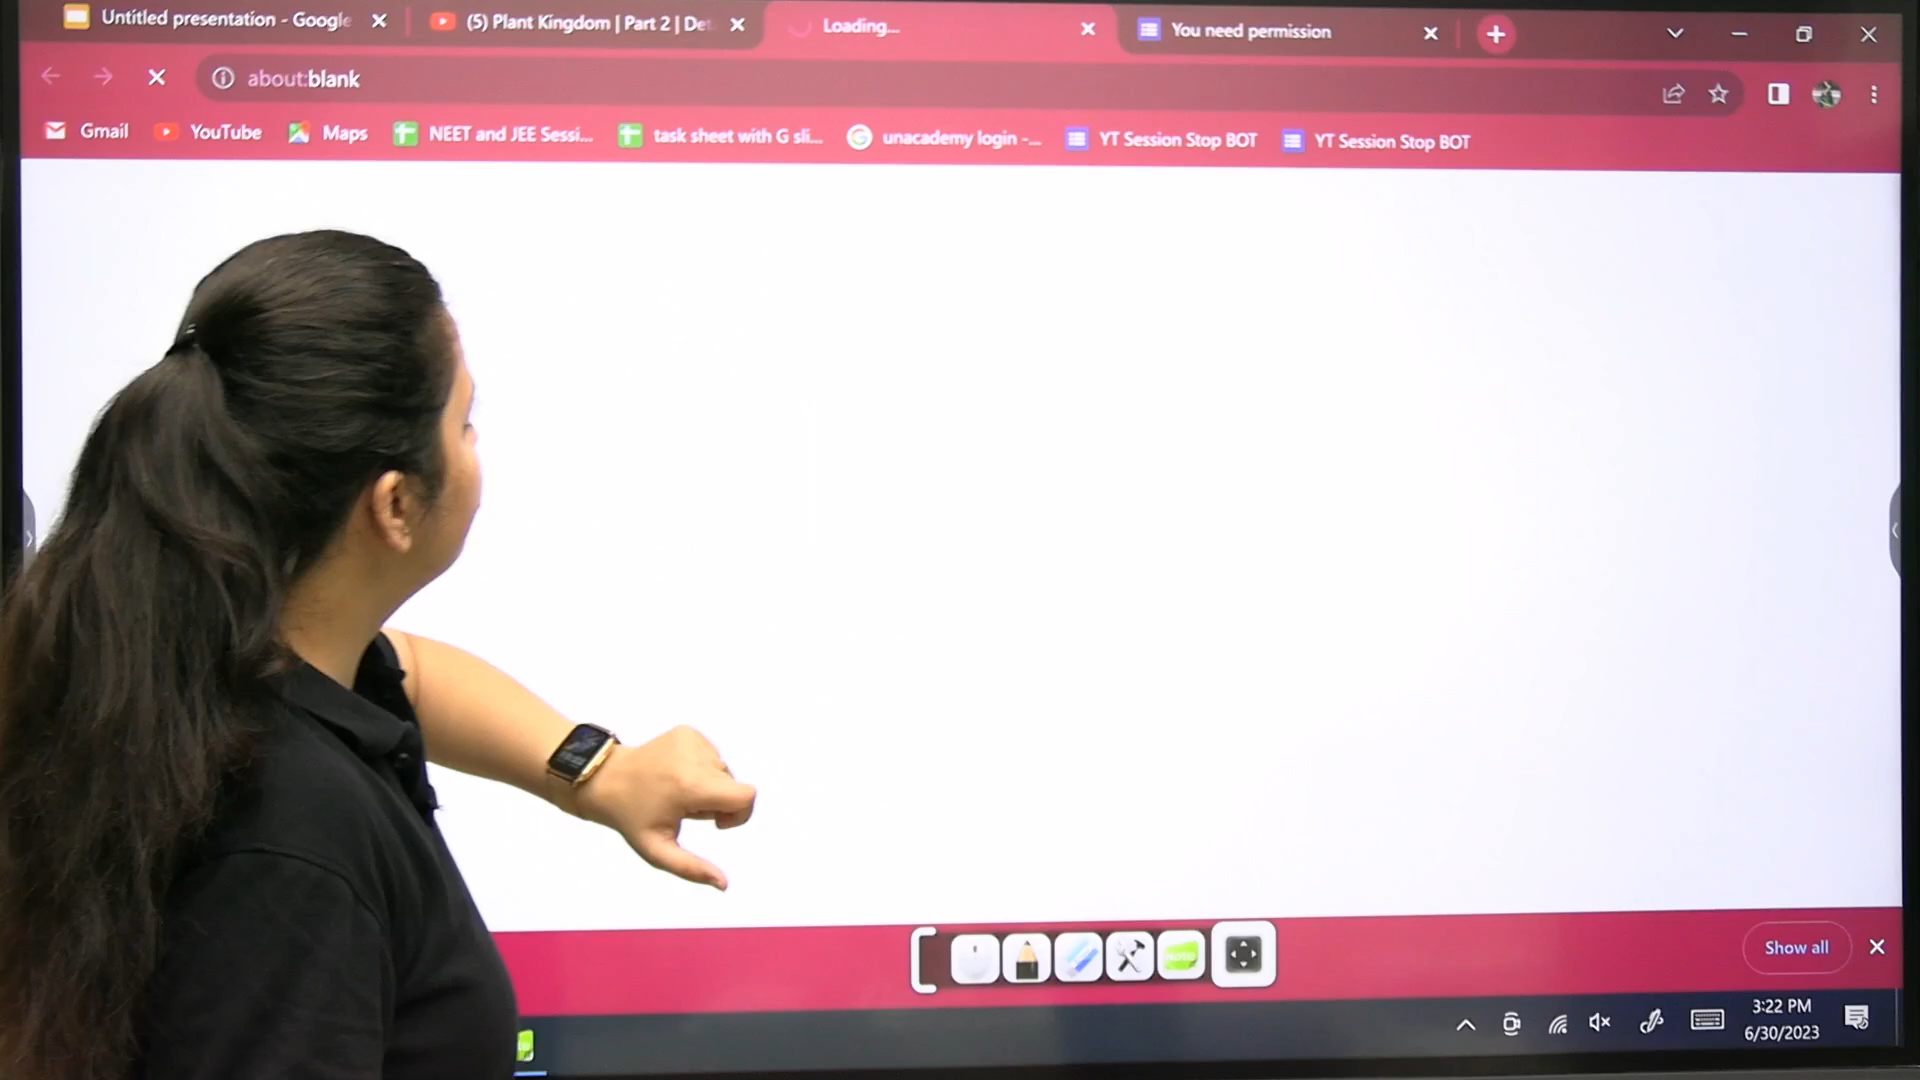 Untitled presentation - Google
(5) Plant Kingdom | Part 2 | De
Loading...
You need permission
about:blank
Gmail
YouTube
Maps
NEET and JEE Sessi...
task sheet with G sli...
unacademy login -...
YT Session Stop BOT
YT Session Stop BOT
Show all
3:22 PM
6/30/2023